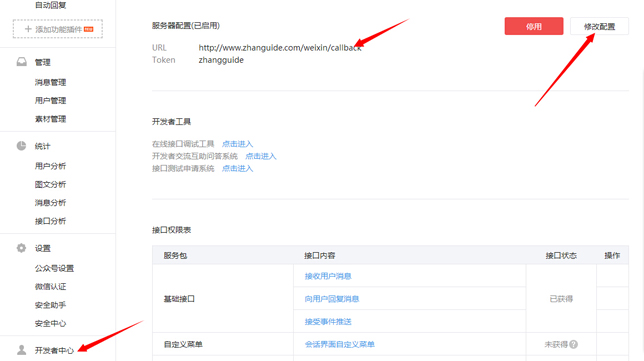 自动回复
+ 添加功能插件 NEW
管理
消息管理
用户管理
素材管理
统计
用户分析
图文分析
消息分析
接口分析
设置
公众号设置
微信认证
安全助手
安全中心
开发者中心
服务器配置(已启用)
停用
修改配置
URL http://www.zhanguide.com/weixin/callback
Token zhangguide
开发者工具
在线接口调试工具 点击进入
开发者交流互助问答系统 点击进入
接口测试申请系统 点击进入
接口权限表
服务包 接口内容 接口状态 操作
基础接口 接收用户消息 已获得
向用户回复消息
接受事件推送
自定义菜单 会话界面自定义菜单 未获得 ?